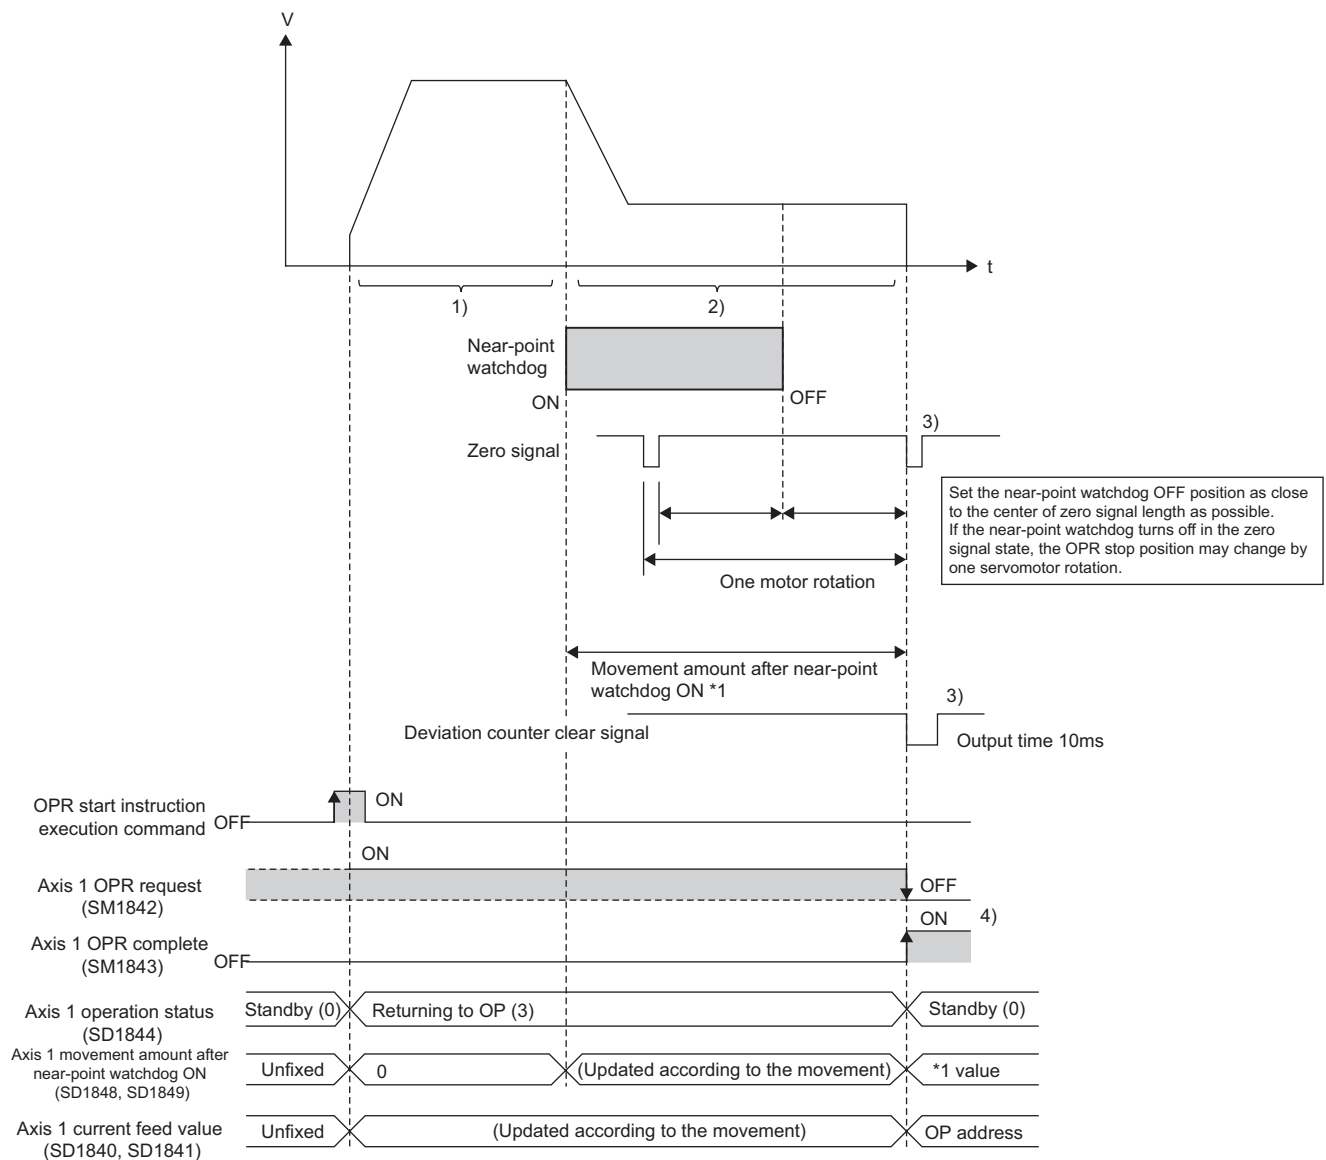 V
t
1)
2)
Near-point
watchdog
ON
OFF
3)
Zero signal
Set the near-point watchdog OFF position as close
to the center of zero signal length as possible.
If the near-point watchdog turns off in the zero
signal state, the OPR stop position may change by
one servomotor rotation.
One motor rotation
Movement amount after near-point
watchdog ON *1
3)
Deviation counter clear signal
Output time 10ms
OPR start instruction
execution command
OFF
ON
ON
Axis 1 OPR request
(SM1842)
OFF
ON
4)
Axis 1 OPR complete
(SM1843)
OFF
Axis 1 operation status
(SD1844)
Standby (0)
Returning to OP (3)
Standby (0)
Axis 1 movement amount after
near-point watchdog ON
(SD1848, SD1849)
Unfixed
0
(Updated according to the movement)
*1 value
Axis 1 current feed value
(SD1840, SD1841)
Unfixed
(Updated according to the movement)
OP address